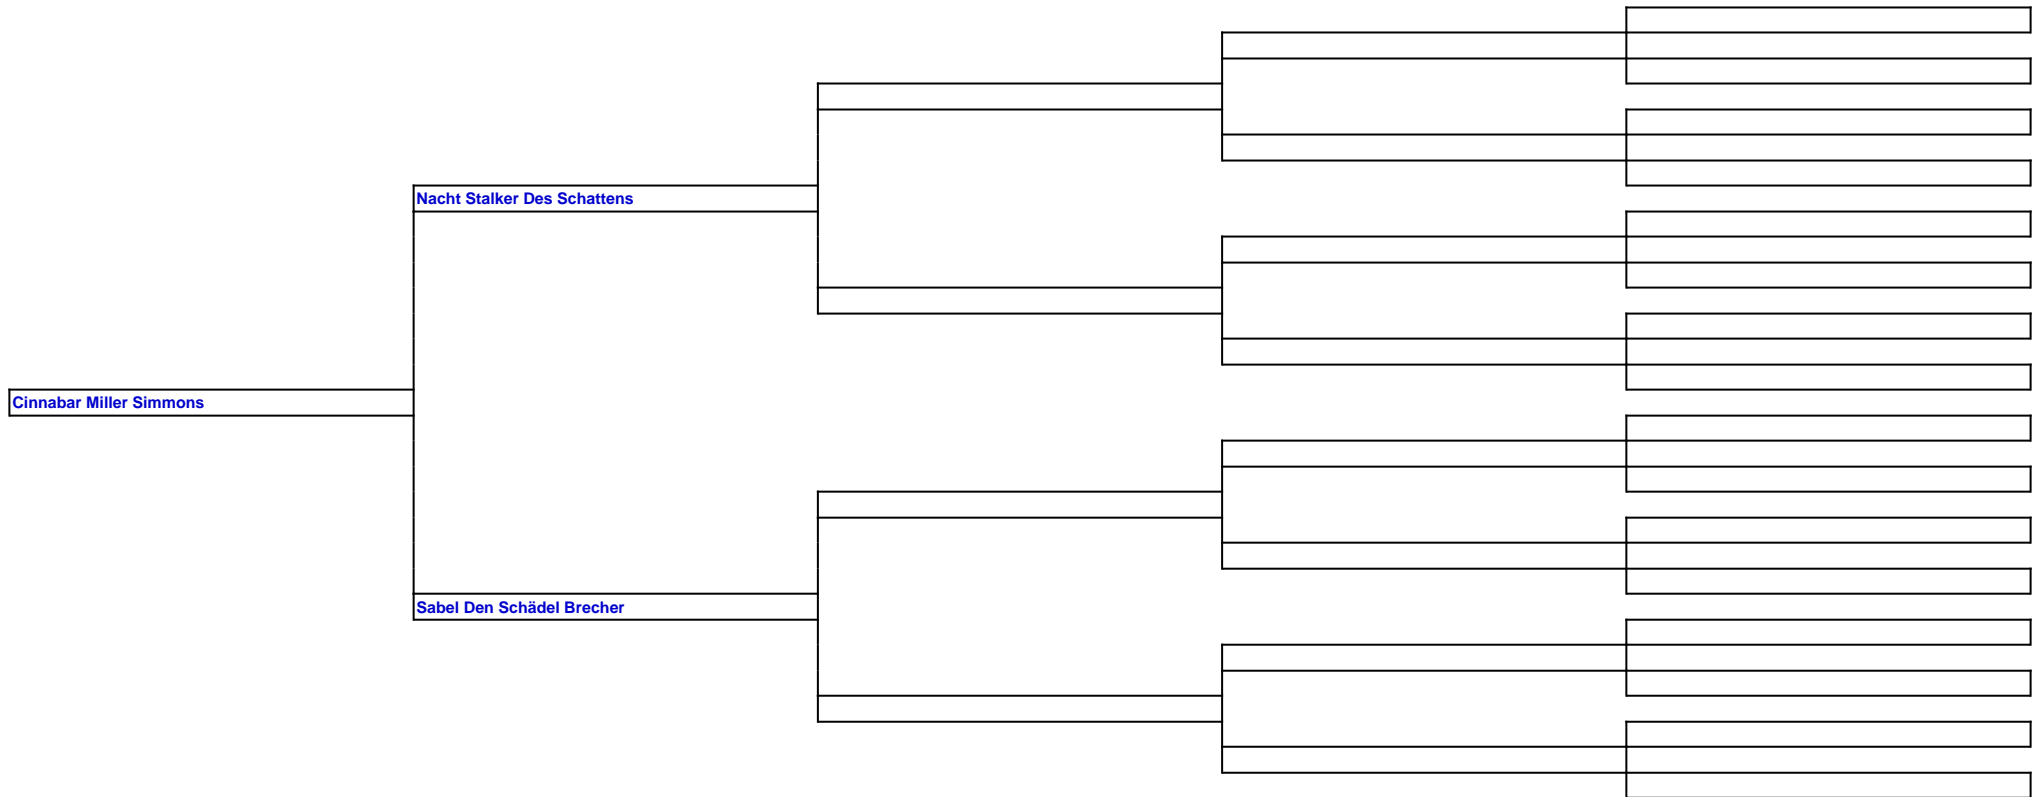 Nacht Stalker Des Schattens
Cinnabar Miller Simmons
Sabel Den Schädel Brecher